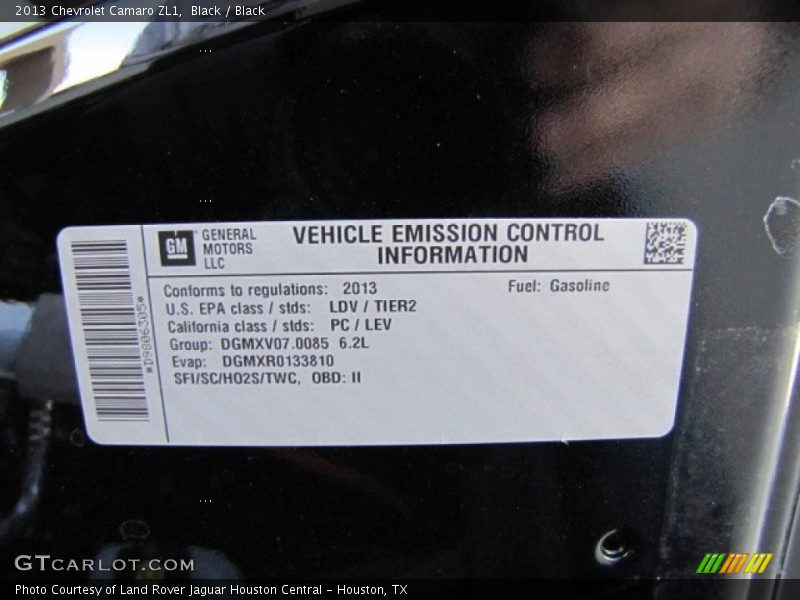 2013 Chevrolet Camaro ZL1, Black / Black
GM
GENERAL
MOTORS
LLC
VEHICLE EMISSION CONTROL
INFORMATION
Conforms to regulations: 2013
Fuel: Gasoline
U.S. EPA class / stds: LDV / TIER2
California class / stds: PC / LEV
Group: DGMXV07.0085 6.2L
Evap: DGMXR0133810
SFI/SC/HO2S/TWC, OBD: II
*D9806305*
GTCARLOT.COM
Photo Courtesy of Land Rover Jaguar Houston Central - Houston, TX